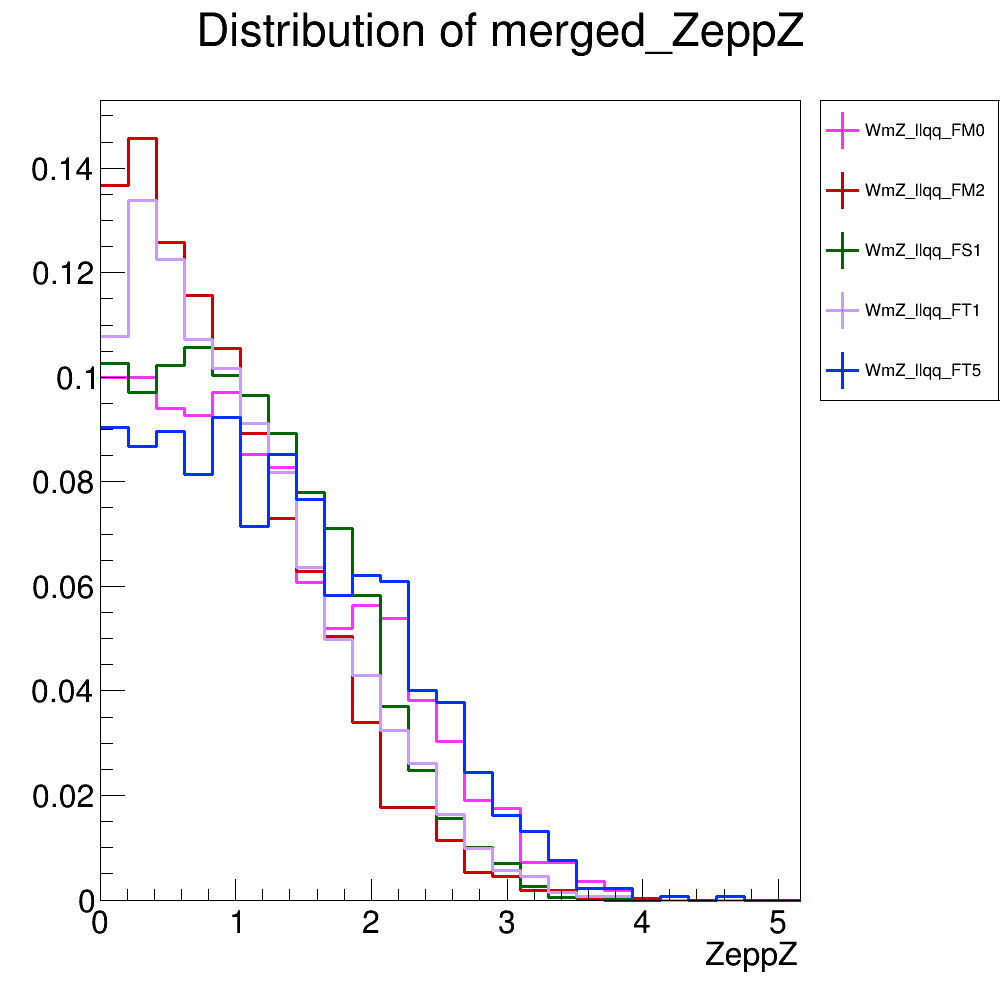 Distribution of merged_ZeppZ
WmZ_llqq_FM0
WmZ_llqq_FM2
WmZ_llqq_FS1
WmZ_llqq_FT1
WmZ_llqq_FT5
0.14
0.12
0.1
0.08
0.06
0.04
0.02
0
0 1 2 3 4 5
ZeppZ